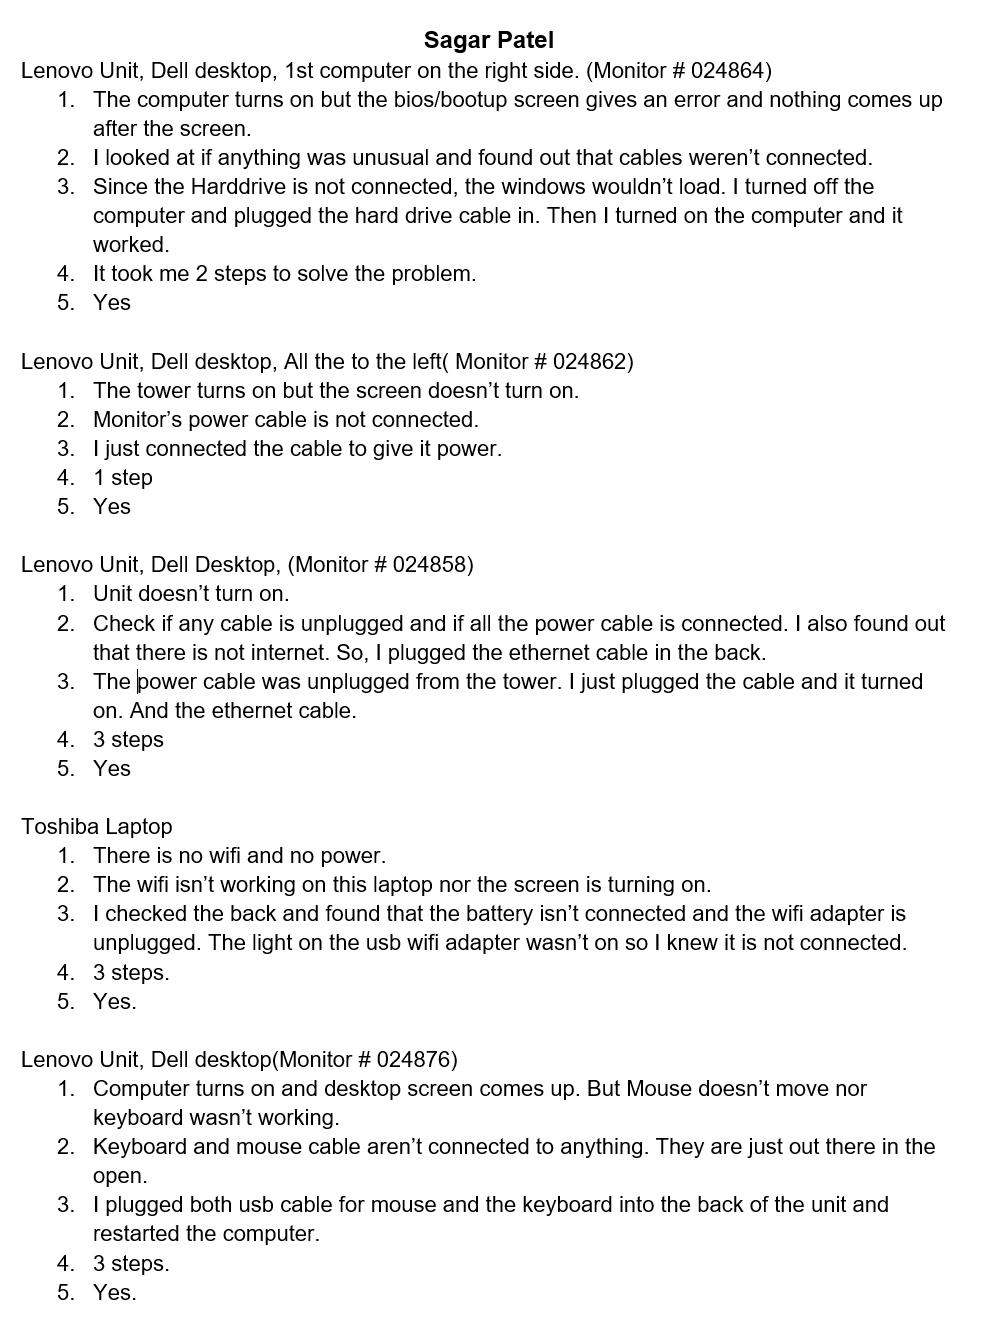 Sagar Patel
Lenovo Unit, Dell desktop, 1st computer on the right side. (Monitor # 024864)
1. The computer turns on but the bios/bootup screen gives an error and nothing comes up
after the screen.
2. I looked at if anything was unusual and found out that cables weren’t connected.
3. Since the Harddrive is not connected, the windows wouldn’t load. I turned off the
computer and plugged the hard drive cable in. Then I turned on the computer and it
worked.
4. It took me 2 steps to solve the problem.
5. Yes
Lenovo Unit, Dell desktop, All the to the left( Monitor # 024862)
1. The tower turns on but the screen doesn’t turn on.
2. Monitor’s power cable is not connected.
3. I just connected the cable to give it power.
4. 1 step
5. Yes
Lenovo Unit, Dell Desktop, (Monitor # 024858)
1. Unit doesn’t turn on.
2. Check if any cable is unplugged and if all the power cable is connected. I also found out
that there is not internet. So, I plugged the ethernet cable in the back.
3. The power cable was unplugged from the tower. I just plugged the cable and it turned
on. And the ethernet cable.
4. 3 steps
5. Yes
Toshiba Laptop
1. There is no wifi and no power.
2. The wifi isn’t working on this laptop nor the screen is turning on.
3. I checked the back and found that the battery isn’t connected and the wifi adapter is
unplugged. The light on the usb wifi adapter wasn’t on so I knew it is not connected.
4. 3 steps.
5. Yes.
Lenovo Unit, Dell desktop(Monitor # 024876)
1. Computer turns on and desktop screen comes up. But Mouse doesn’t move nor
keyboard wasn’t working.
2. Keyboard and mouse cable aren’t connected to anything. They are just out there in the
open.
3. I plugged both usb cable for mouse and the keyboard into the back of the unit and
restarted the computer.
4. 3 steps.
5. Yes.